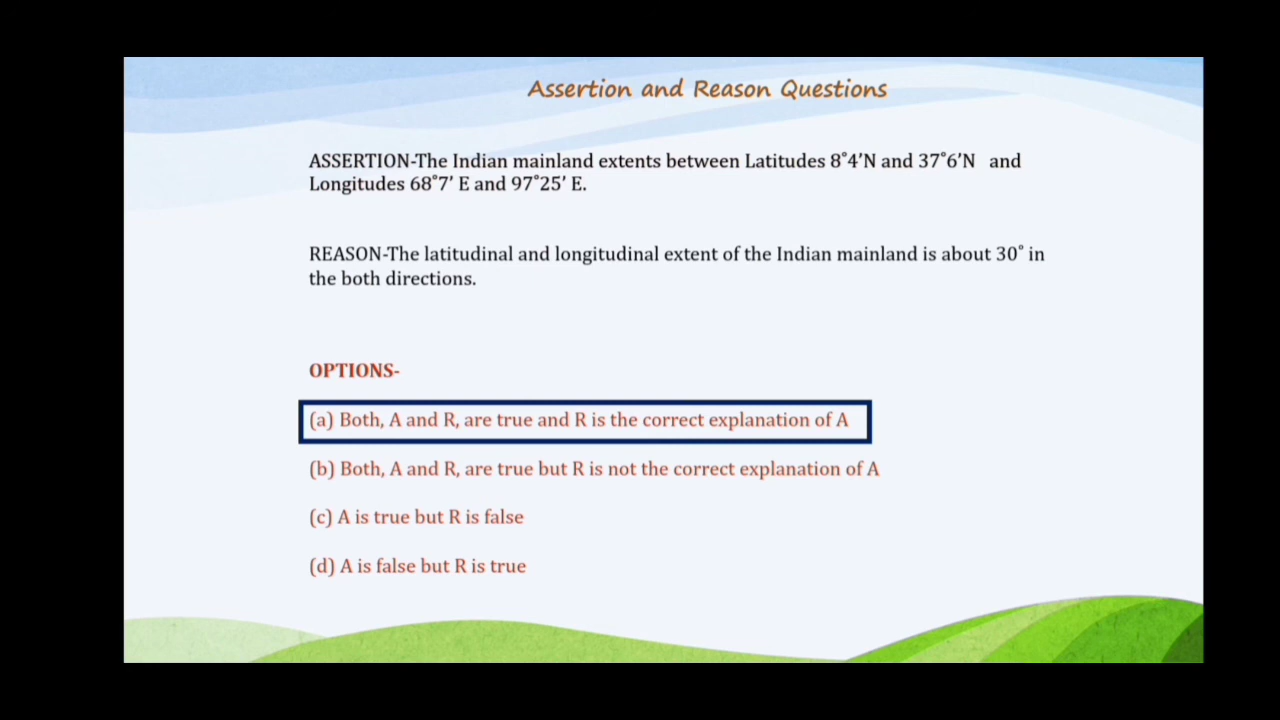 Assertion and Reason Questions
ASSERTION-The Indian mainland extents between Latitudes 8˚4’N and 37˚6’N and
Longitudes 68˚7’ E and 97˚25’ E.
REASON-The latitudinal and longitudinal extent of the Indian mainland is about 30˚ in
the both directions.
OPTIONS-
(a) Both, A and R, are true and R is the correct explanation of A
(b) Both, A and R, are true but R is not the correct explanation of A
(c) A is true but R is false
(d) A is false but R is true